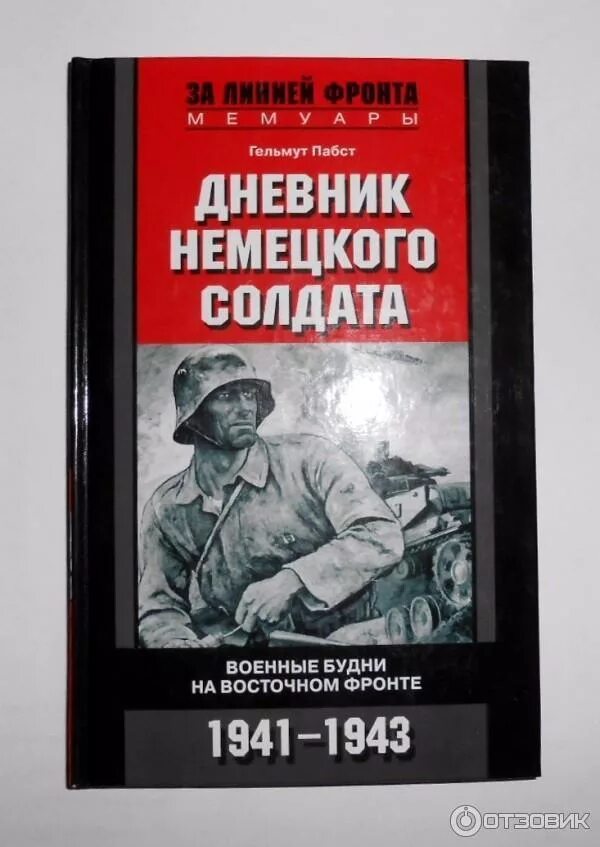 ЗА ЛИНИЕЙ ФРОНТА
МЕМУАРЫ
Гельмут Пабст
ДНЕВНИК
НЕМЕЦКОГО
СОЛДАТА
ВОЕННЫЕ БУДНИ
НА ВОСТОЧНОМ ФРОНТЕ
1941–1943
ОТЗОВИК